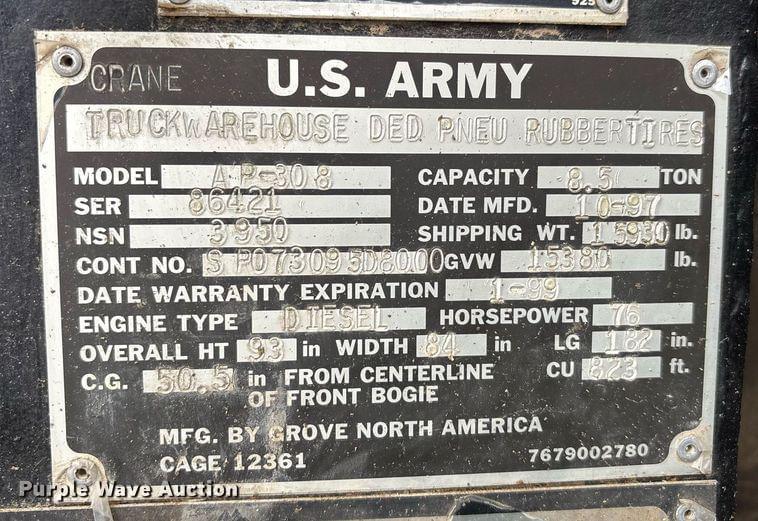 925
CRANE U.S. ARMY
TRUCKWAREHOUSE DED PNEU RUBBERTIRES
MODEL AP-308 CAPACITY 8.5 TON
SER 86421 DATE MFD. 10-97
NSN 3950 SHIPPING WT. 15930 lb.
CONT NO. SP073095D8000 GVW 15380 lb.
DATE WARRANTY EXPIRATION 1-99
ENGINE TYPE DIESEL HORSEPOWER 76
OVERALL HT 93 in WIDTH 84 in LG 182 in.
C.G. 50.5 in FROM CENTERLINE CU 823 ft.
OF FRONT BOGIE
MFG. BY GROVE NORTH AMERICA
CAGE 12361 7679002780
Purple Wave Auction